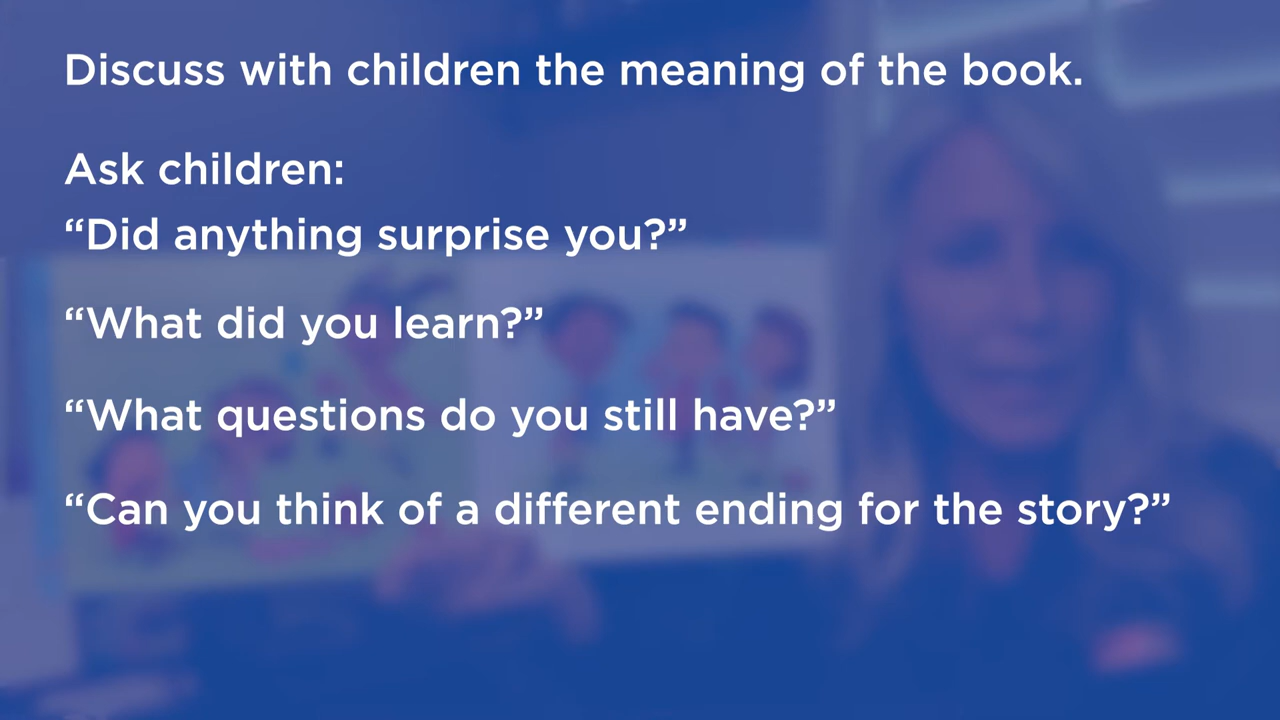 Discuss with children the meaning of the book.
Ask children:
“Did anything surprise you?”
“What did you learn?”
“What questions do you still have?”
“Can you think of a different ending for the story?”